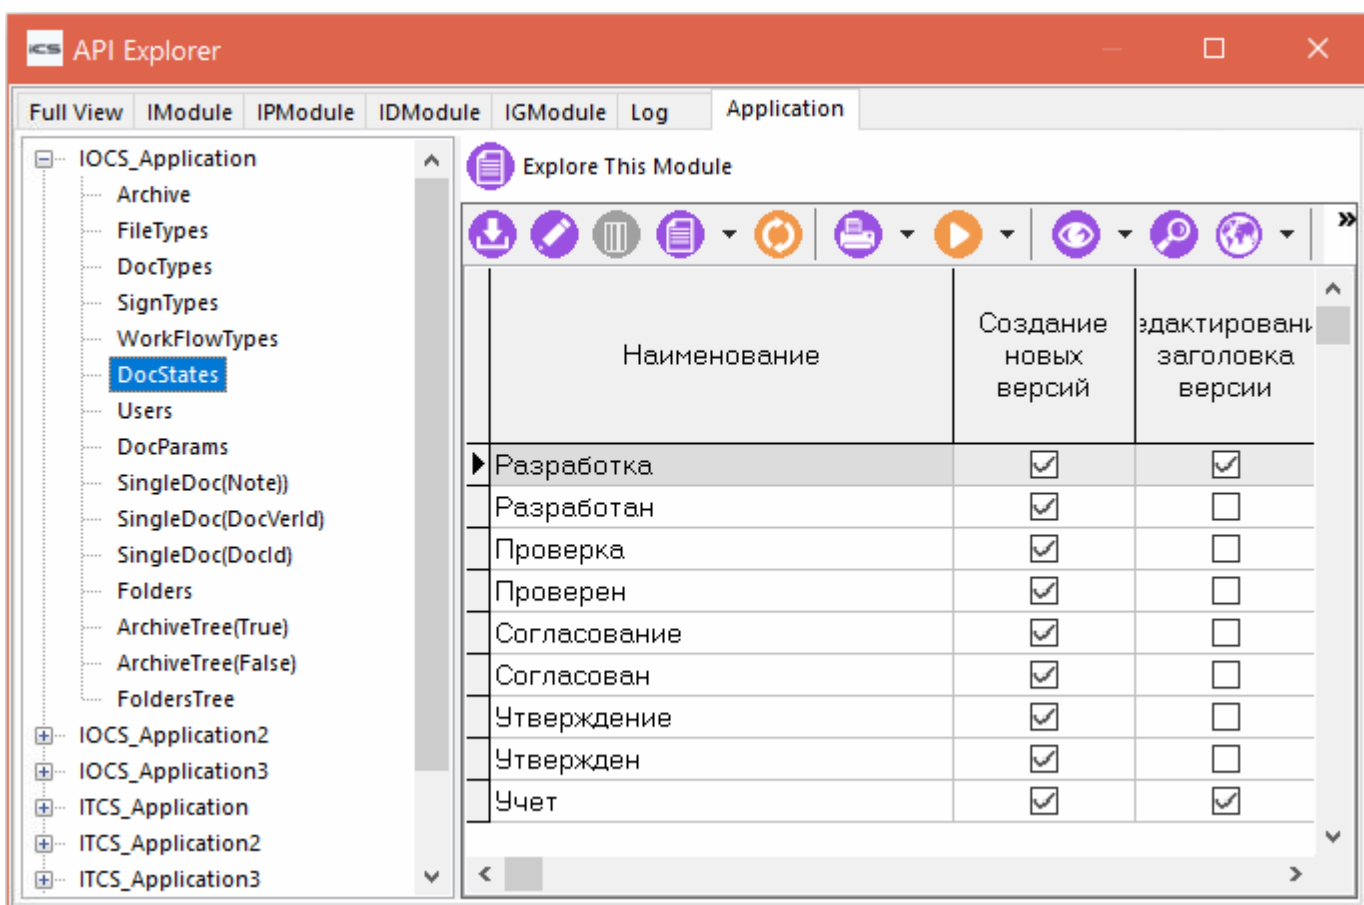 iCS API Explorer
Full View IModule IPModule IDModule IGModule Log Application
IOCS_Application
Archive
FileTypes
DocTypes
SignTypes
WorkFlowTypes
DocStates
Users
DocParams
SingleDoc(Note))
SingleDoc(DocVerId)
SingleDoc(DocId)
Folders
ArchiveTree(True)
ArchiveTree(False)
FoldersTree
IOCS_Application2
IOCS_Application3
ITCS_Application
ITCS_Application2
ITCS_Application3
Explore This Module
Наименование
Создание
новых
версий
едактировани
заголовка
версии
Разработка
Разработан
Проверка
Проверен
Согласование
Согласован
Утверждение
Утвержден
Учет